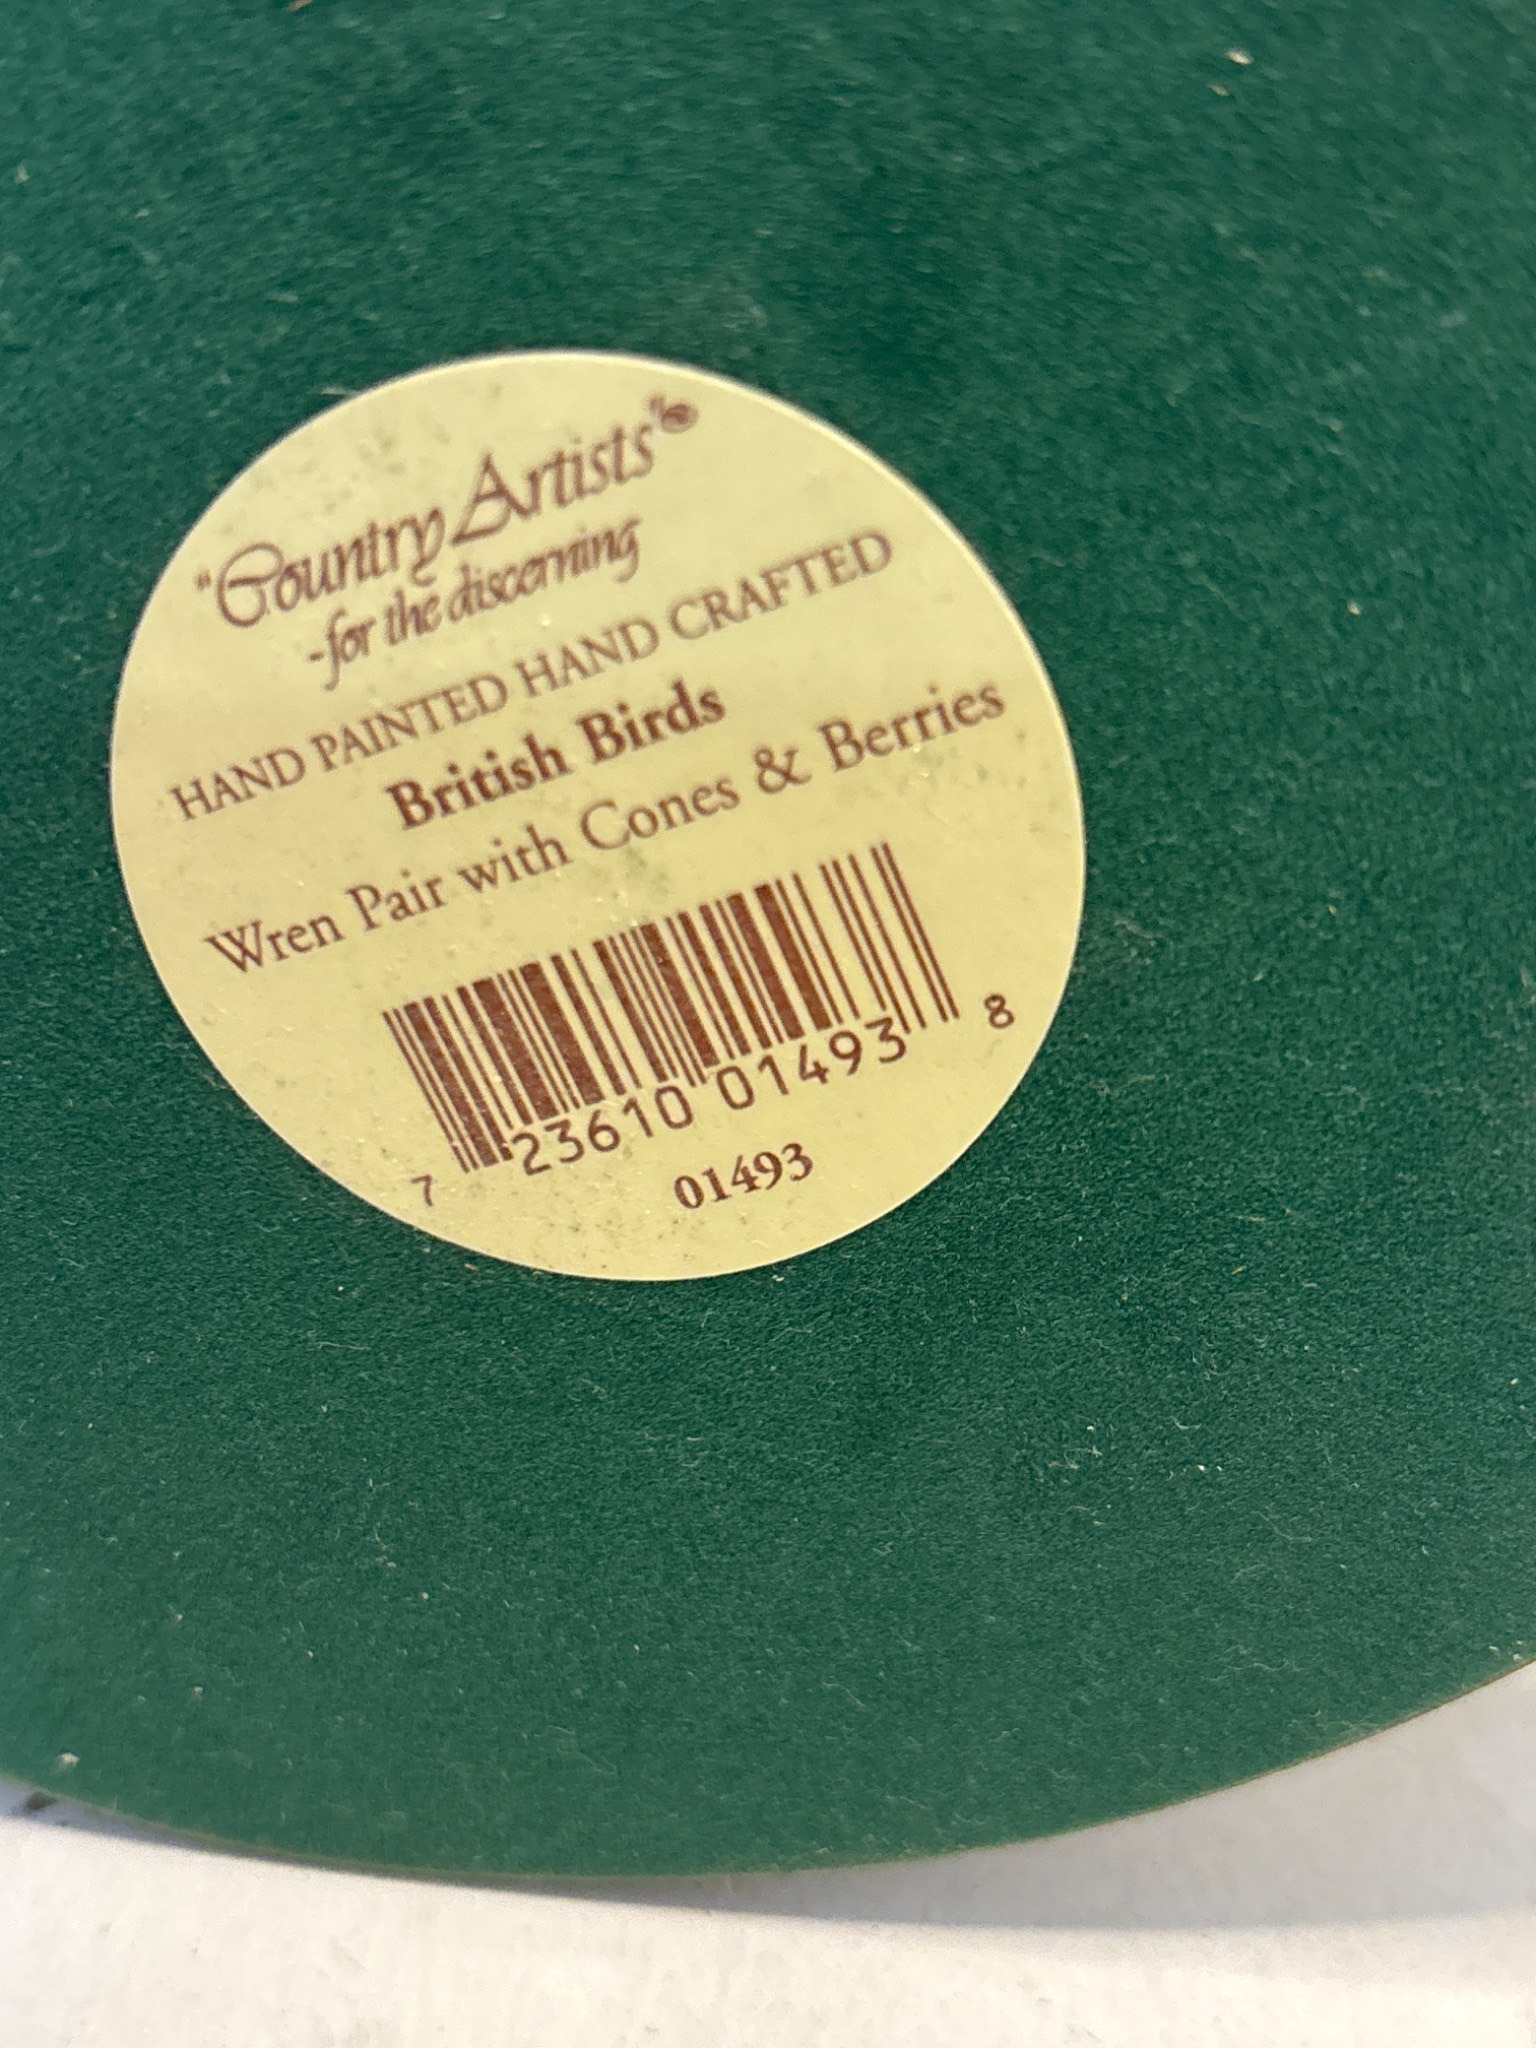 "Country Artists"®
-for the discerning
HAND PAINTED HAND CRAFTED
British Birds
Wren Pair with Cones & Berries
7 23610 01493 8
01493